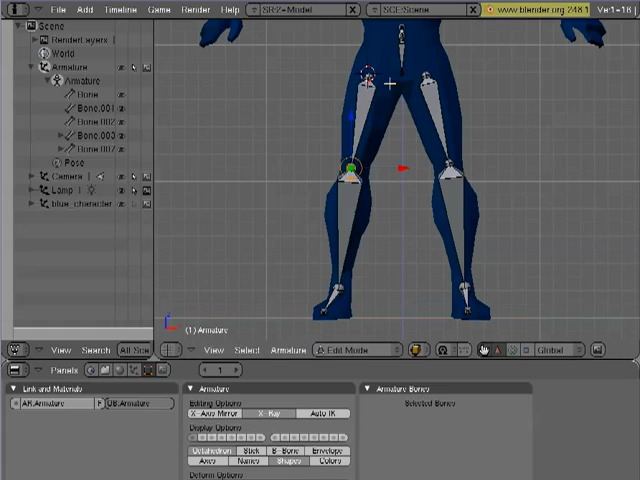 File Add Timeline Game Render Help SR:2-Model SCE:Scene www.blender.org 248.1
Scene
RenderLayers
World
Armature
Armature
Bone
Bone.001
Bone.002
Bone.003
Bone.007
Pose
Camera
Lamp
blue_character
(1) Armature
View Search All Sce View Select Armature Edit Mode Global
Panels 1
Link and Materials Armature Armature Bones
AR:Armature F OB:Armature Editing Options Selected Bones
X-Axis Mirror X-Ray Auto IK
Display Options
Octahedron Stick B-Bone Envelope
Axes Names Shapes Colors
Deform Options